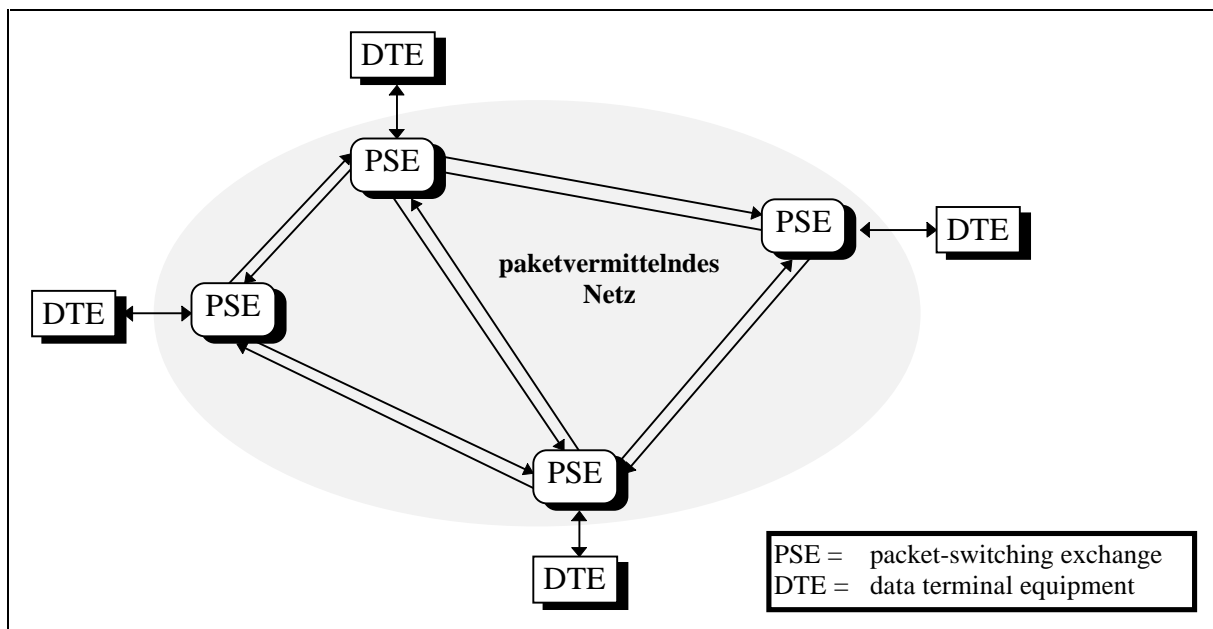 DTE
PSE
PSE
DTE
paketvermittelndes
Netz
DTE
PSE
PSE
DTE
PSE = packet-switching exchange
DTE = data terminal equipment